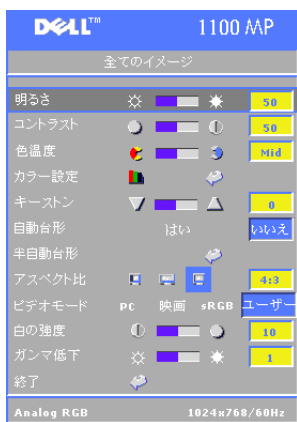 DELL™ 1100 MP
全てのイメージ
明るさ 50
コントラスト 50
色温度 Mid
カラー設定
キーストン 0
自動台形 はい いいえ
半自動台形
アスペクト比 4:3
ビデオモード PC 映画 sRGB ユーザー
白の強度 10
ガンマ低下 1
終了
Analog RGB 1024x768/60Hz